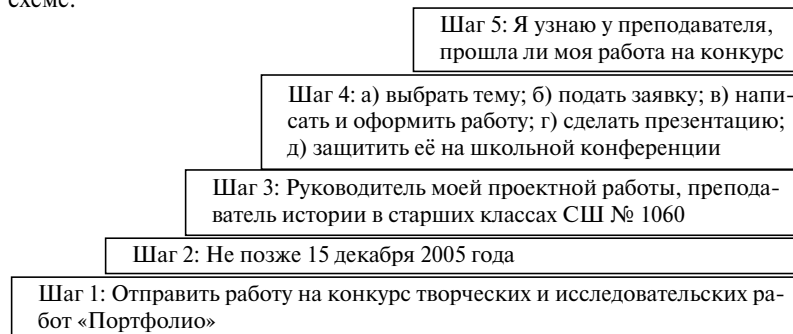 схеме:
Шаг 5: Я узнаю у преподавателя,
прошла ли моя работа на конкурс
Шаг 4: а) выбрать тему; б) подать заявку; в) напи-
сать и оформить работу; г) сделать презентацию;
д) защитить её на школьной конференции
Шаг 3: Руководитель моей проектной работы, препода-
ватель истории в старших классах СШ № 1060
Шаг 2: Не позже 15 декабря 2005 года
Шаг 1: Отправить работу на конкурс творческих и исследовательских ра-
бот «Портфолио»